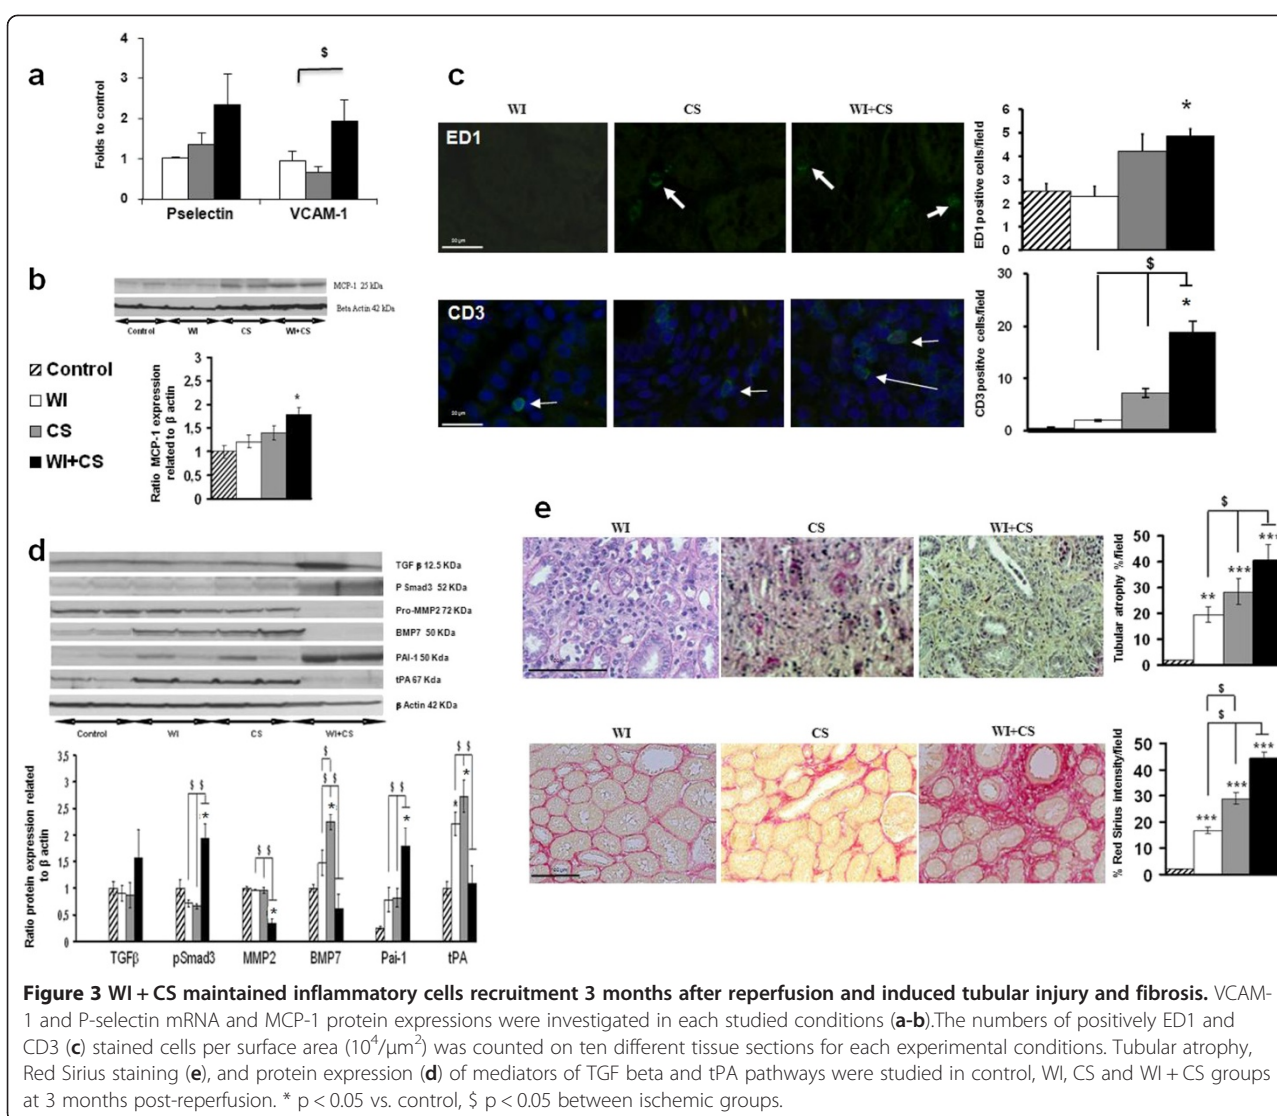 a
Folds to control
4
3
2
1
0
$
Pselectin VCAM-1
b
MCP-1 25 kDa
Beta Actin 42 kDa
Control WI CS WI+CS
Control
WI
CS
WI+CS
Ratio MCP-1 expression
related to β actin
3
2,5
2
1,5
1
0,5
0
*
c
WI CS WI+CS
ED1
20 µm
ED1 positive cells/field
6
5
4
3
2
1
0
*
CD3
20 µm
CD3 positive cells/field
30
20
10
0
$
*
d
TGF β 12.5 KDa
P Smad3 52 KDa
Pro-MMP2 72 KDa
BMP7 50 KDa
PAI-1 50 Kda
tPA 67 Kda
β Actin 42 KDa
Control WI CS WI+CS
Ratio protein expression related
to β actin
3,5
3
2,5
2
1,5
1
0,5
0
$ $
*
$ $
*
$
$ $
*
$ $
*
$ $
* *
TGFβ pSmad3 MMP2 BMP7 Pai-1 tPA
e
WI CS WI+CS
Tubular atrophy %/field
50
40
30
20
10
0
$
** *** ***
WI CS WI+CS
% Red Sirius intensity/field
50
40
30
20
10
0
$
$
*** *** ***
Figure 3 WI + CS maintained inflammatory cells recruitment 3 months after reperfusion and induced tubular injury and fibrosis. VCAM-
1 and P-selectin mRNA and MCP-1 protein expressions were investigated in each studied conditions (a-b).The numbers of positively ED1 and
CD3 (c) stained cells per surface area (10⁴/µm²) was counted on ten different tissue sections for each experimental conditions. Tubular atrophy,
Red Sirius staining (e), and protein expression (d) of mediators of TGF beta and tPA pathways were studied in control, WI, CS and WI + CS groups
at 3 months post-reperfusion. * p < 0.05 vs. control, $ p < 0.05 between ischemic groups.